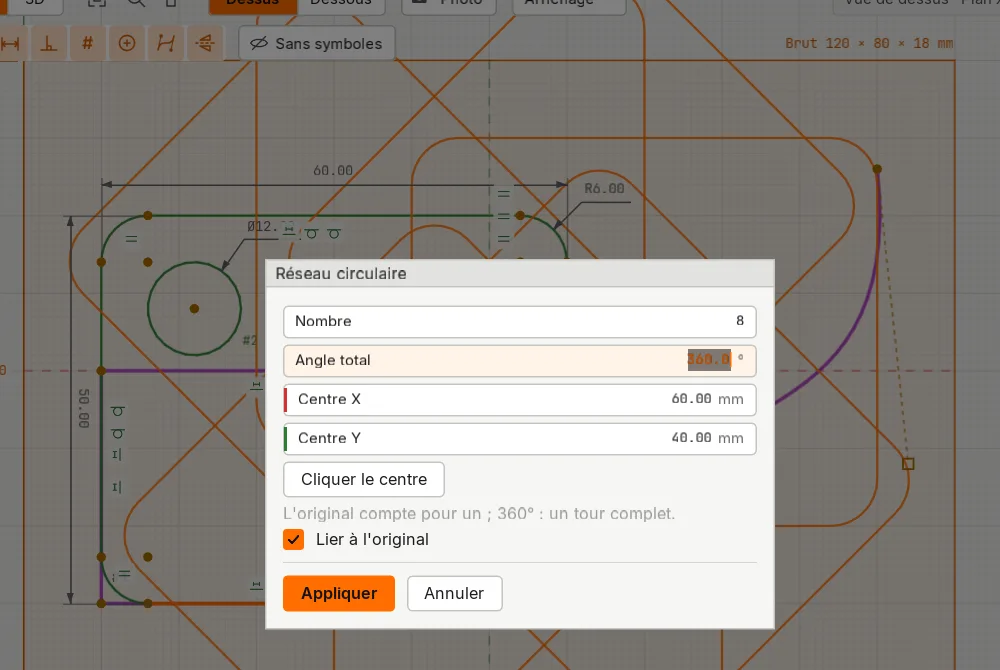 3D
Dessus
Dessous
Photo
Affichage
Vue de dessus
Sans symboles
Brut 120 × 80 × 18 mm
60.00
R6.00
Ø12.
#2
50.00
Réseau circulaire
Nombre 8
Angle total 360.0 °
Centre X 60.00 mm
Centre Y 40.00 mm
Cliquer le centre
L'original compte pour un ; 360° : un tour complet.
Lier à l'original
Appliquer
Annuler